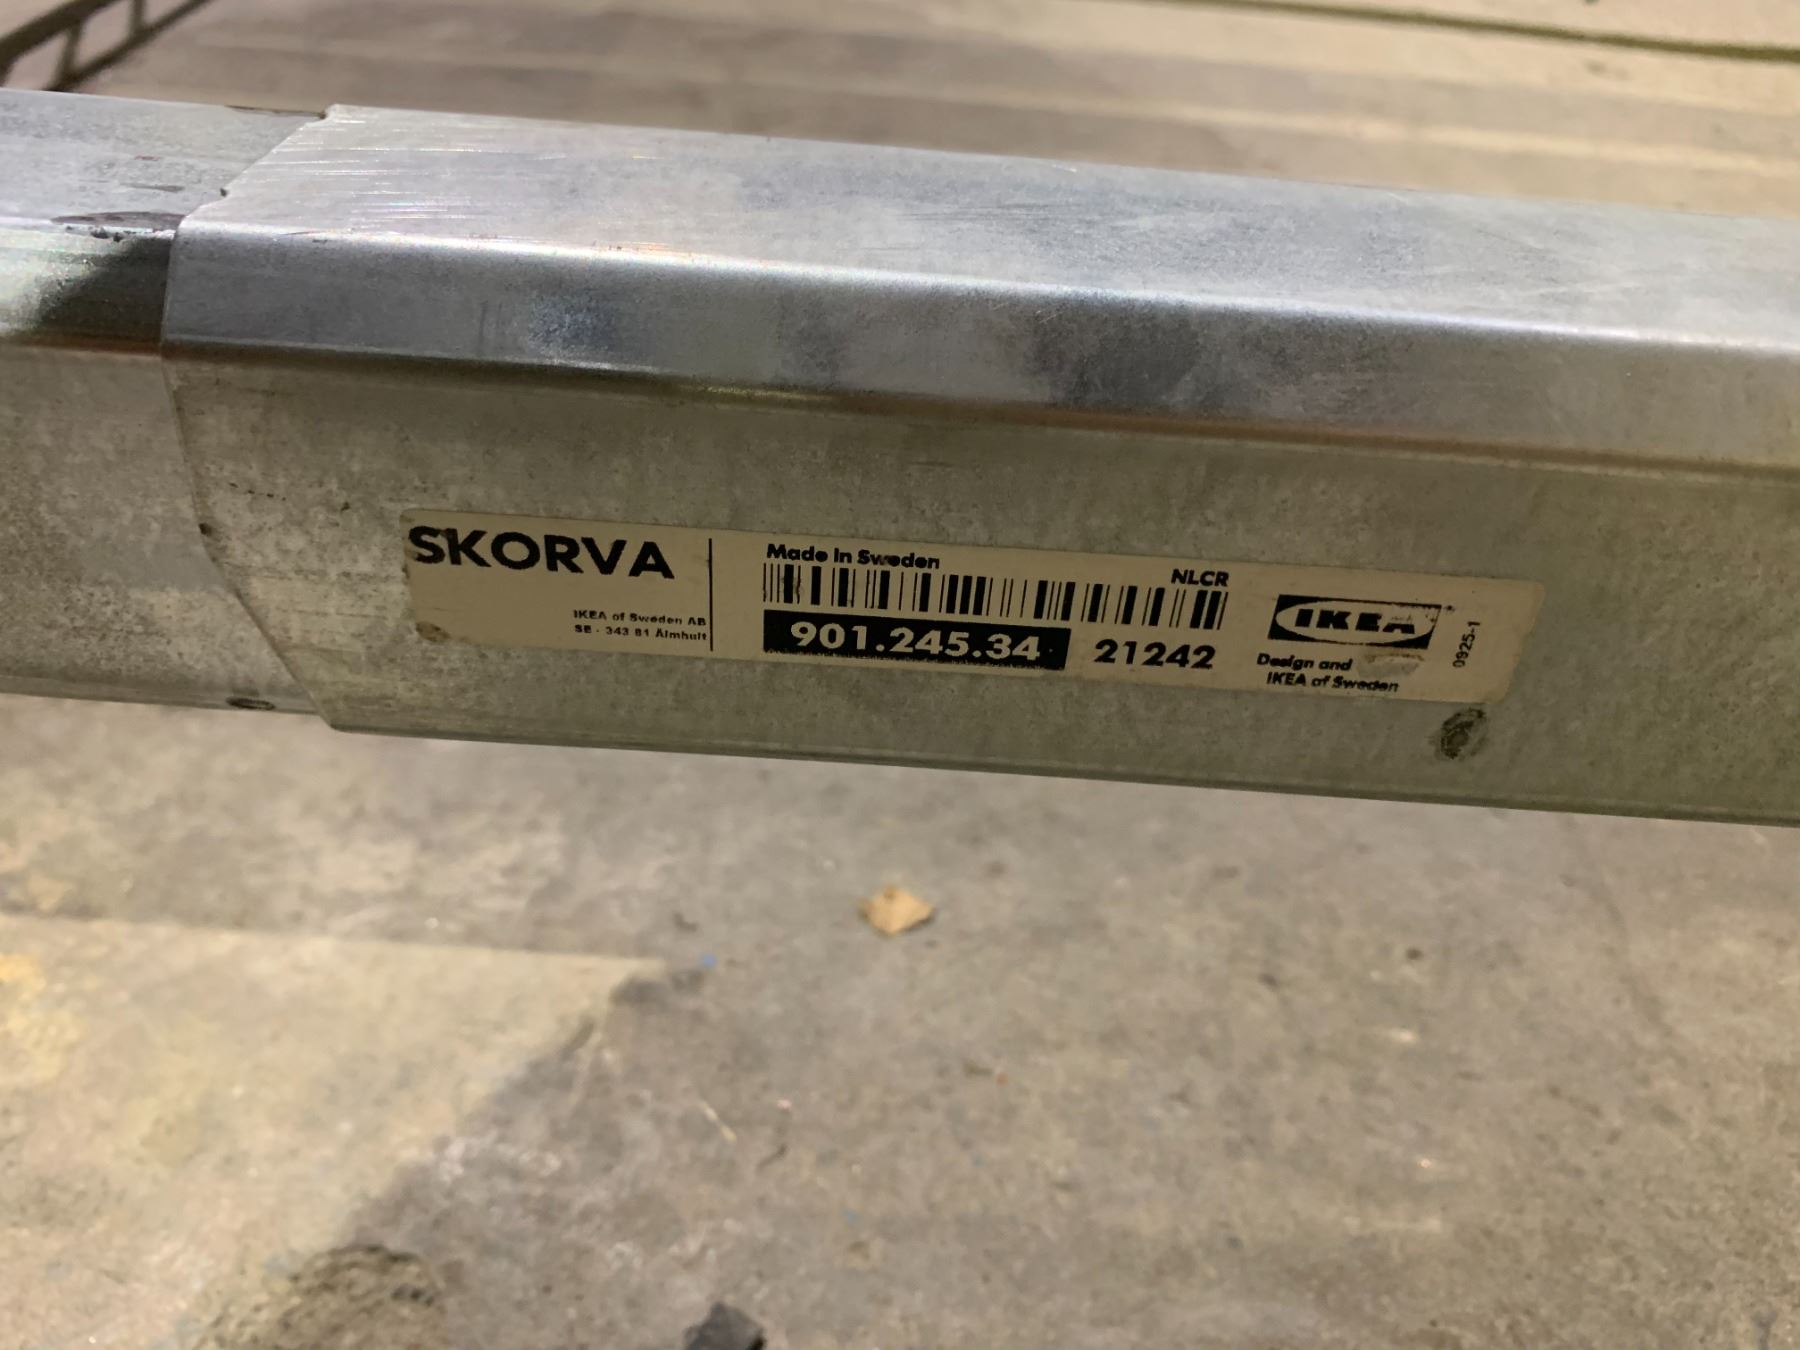 SKORVA
IKEA of Sweden AB
SE - 343 81 Älmhult
Made in Sweden
NLCR
901.245.34
21242
IKEA
Design and
IKEA of Sweden
0925-1